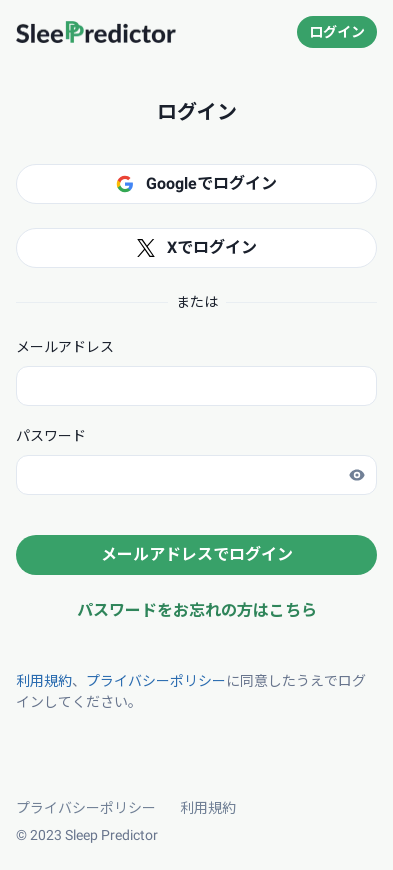 SleePredictor
ログイン
ログイン
Googleでログイン
Xでログイン
または
メールアドレス
パスワード
メールアドレスでログイン
パスワードをお忘れの方はこちら
利用規約、プライバシーポリシーに同意したうえでログ
インしてください。
プライバシーポリシー 利用規約
© 2023 Sleep Predictor